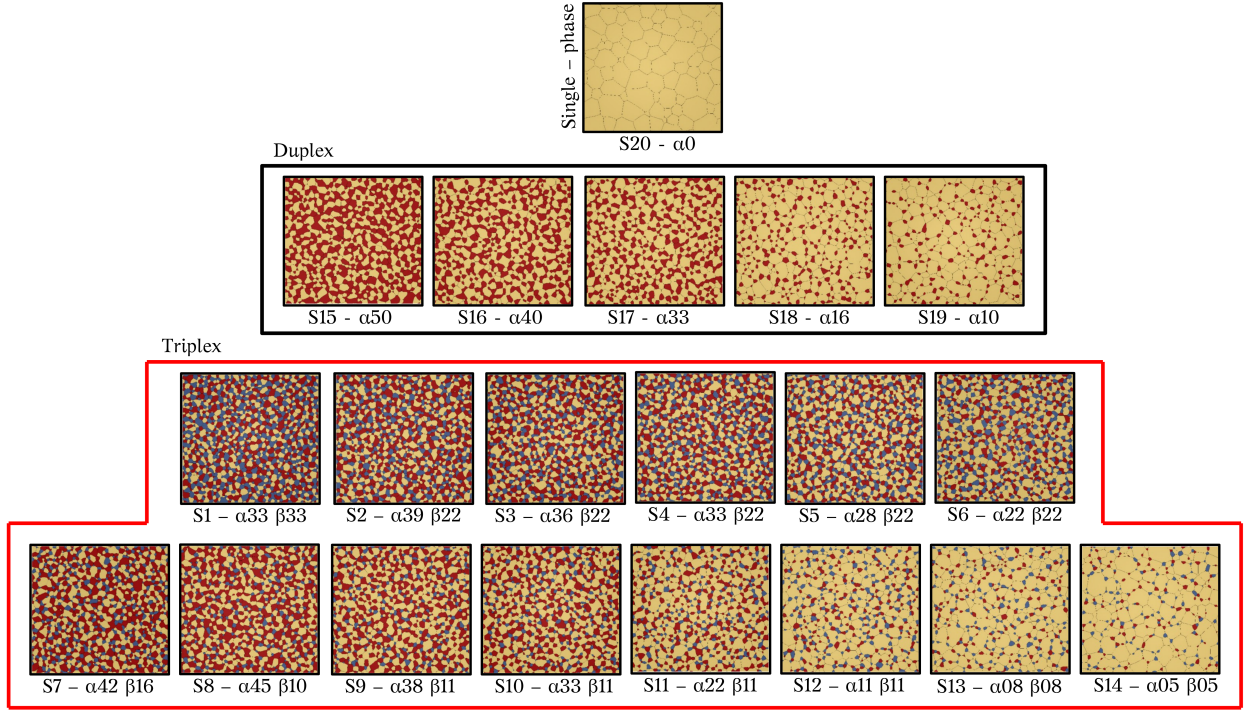 Single – phase
S20 - α0
Duplex
S15 - α50
S16 - α40
S17 - α33
S18 - α16
S19 - α10
Triplex
S1 – α33 β33
S2 – α39 β22
S3 – α36 β22
S4 – α33 β22
S5 – α28 β22
S6 – α22 β22
S7 – α42 β16
S8 – α45 β10
S9 – α38 β11
S10 – α33 β11
S11 – α22 β11
S12 – α11 β11
S13 – α08 β08
S14 – α05 β05